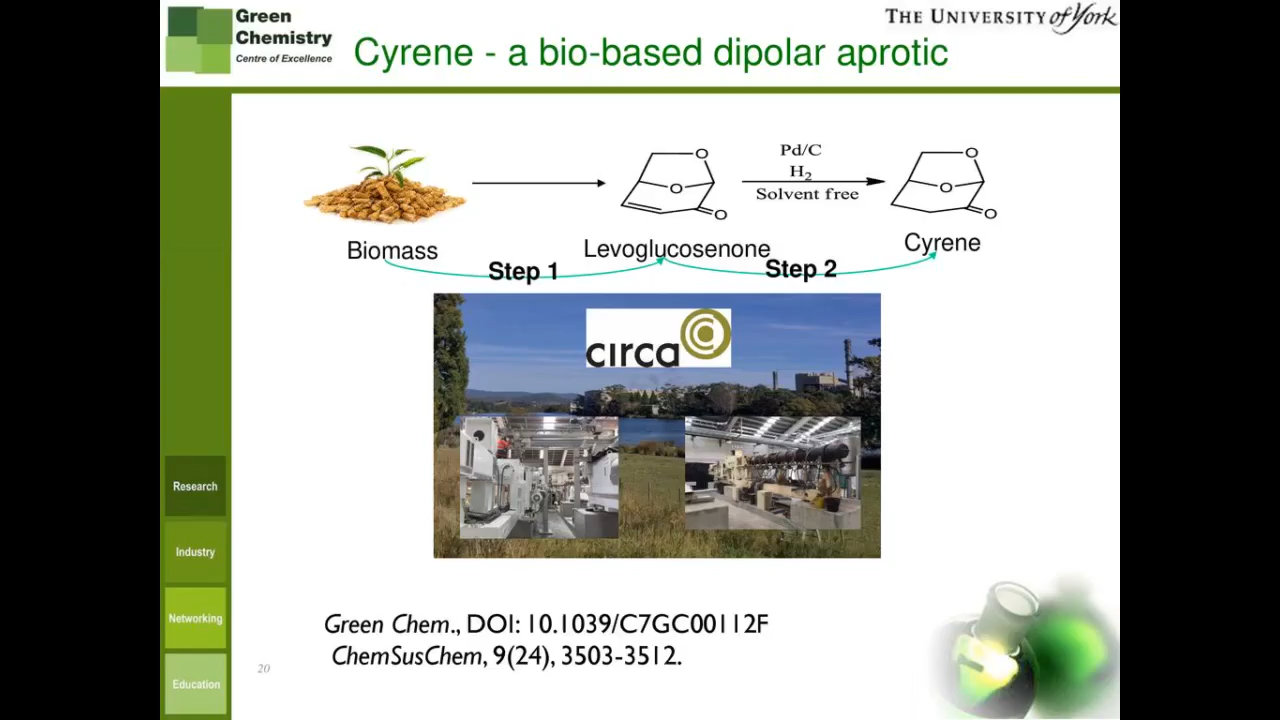 Green
Chemistry
Centre of Excellence
THE UNIVERSITY of York
Cyrene - a bio-based dipolar aprotic
O
O
O
Pd/C
H₂
Solvent free
O
O
O
Biomass
Levoglucosenone
Cyrene
Step 1
Step 2
circa
Research
Industry
Networking
Education
Green Chem., DOI: 10.1039/C7GC00112F
ChemSusChem, 9(24), 3503-3512.
20